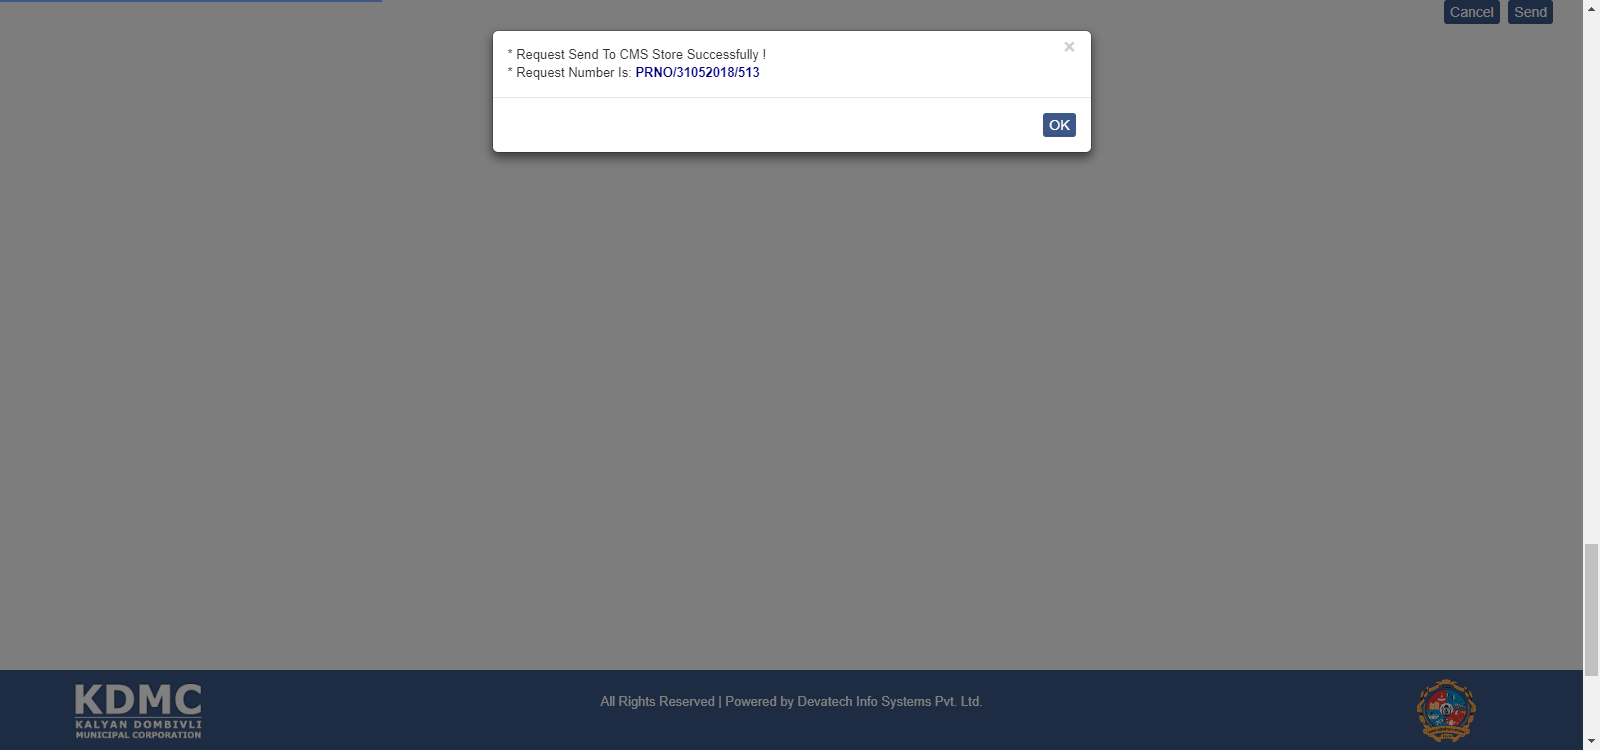 Cancel Send
×
* Request Send To CMS Store Successfully !
* Request Number Is: PRNO/31052018/513
OK
KDMC
KALYAN DOMBIVLI
MUNICIPAL CORPORATION
All Rights Reserved | Powered by Devatech Info Systems Pvt. Ltd.